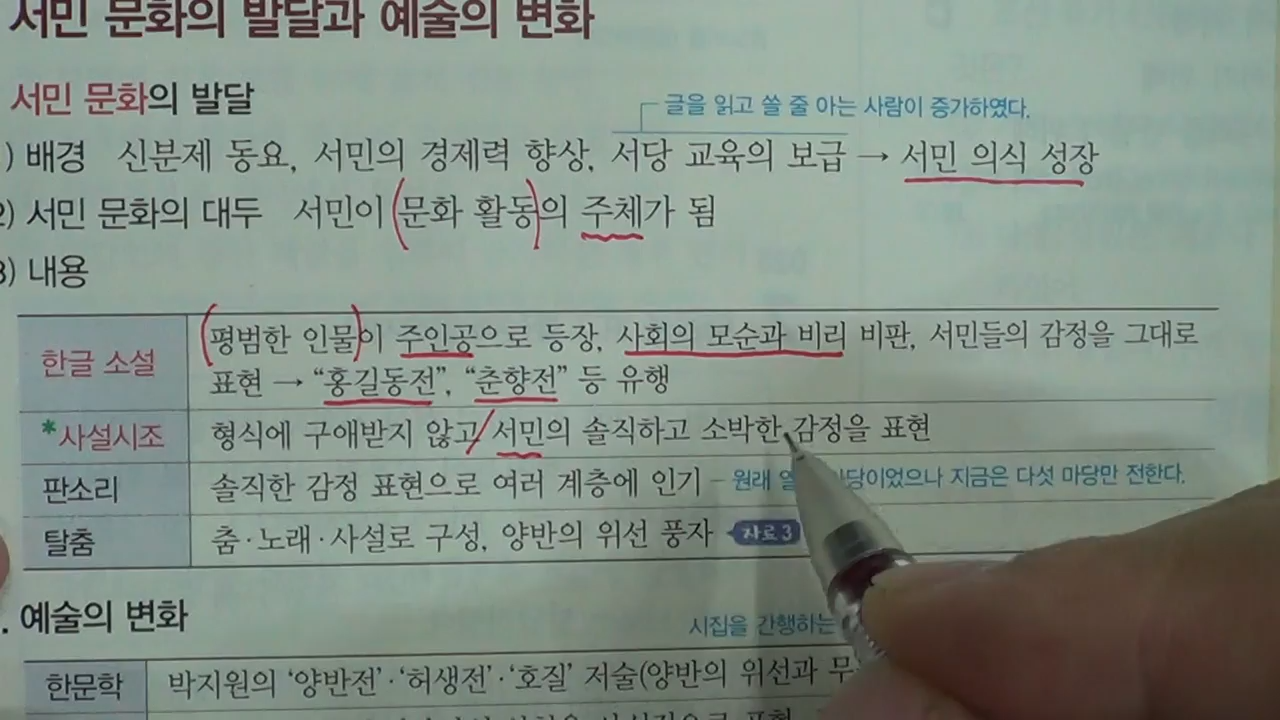 서민 문화의 발달과 예술의 변화
서민 문화의 발달
글을 읽고 쓸 줄 아는 사람이 증가하였다.
) 배경 신분제 동요, 서민의 경제력 향상, 서당 교육의 보급 → 서민 의식 성장
2) 서민 문화의 대두 서민이 문화 활동의 주체가 됨
3) 내용
한글 소설 평범한 인물이 주인공으로 등장, 사회의 모순과 비리 비판, 서민들의 감정을 그대로
표현 → “홍길동전”, “춘향전” 등 유행
*사설시조 형식에 구애받지 않고 서민의 솔직하고 소박한 감정을 표현
판소리 솔직한 감정 표현으로 여러 계층에 인기 – 원래 마당이었으나 지금은 다섯 마당만 전한다.
탈춤 춤·노래·사설로 구성, 양반의 위선 풍자 자료 3
. 예술의 변화
시집을 간행하는
한문학 박지원의 ‘양반전’·‘허생전’·‘호질’ 저술(양반의 위선과